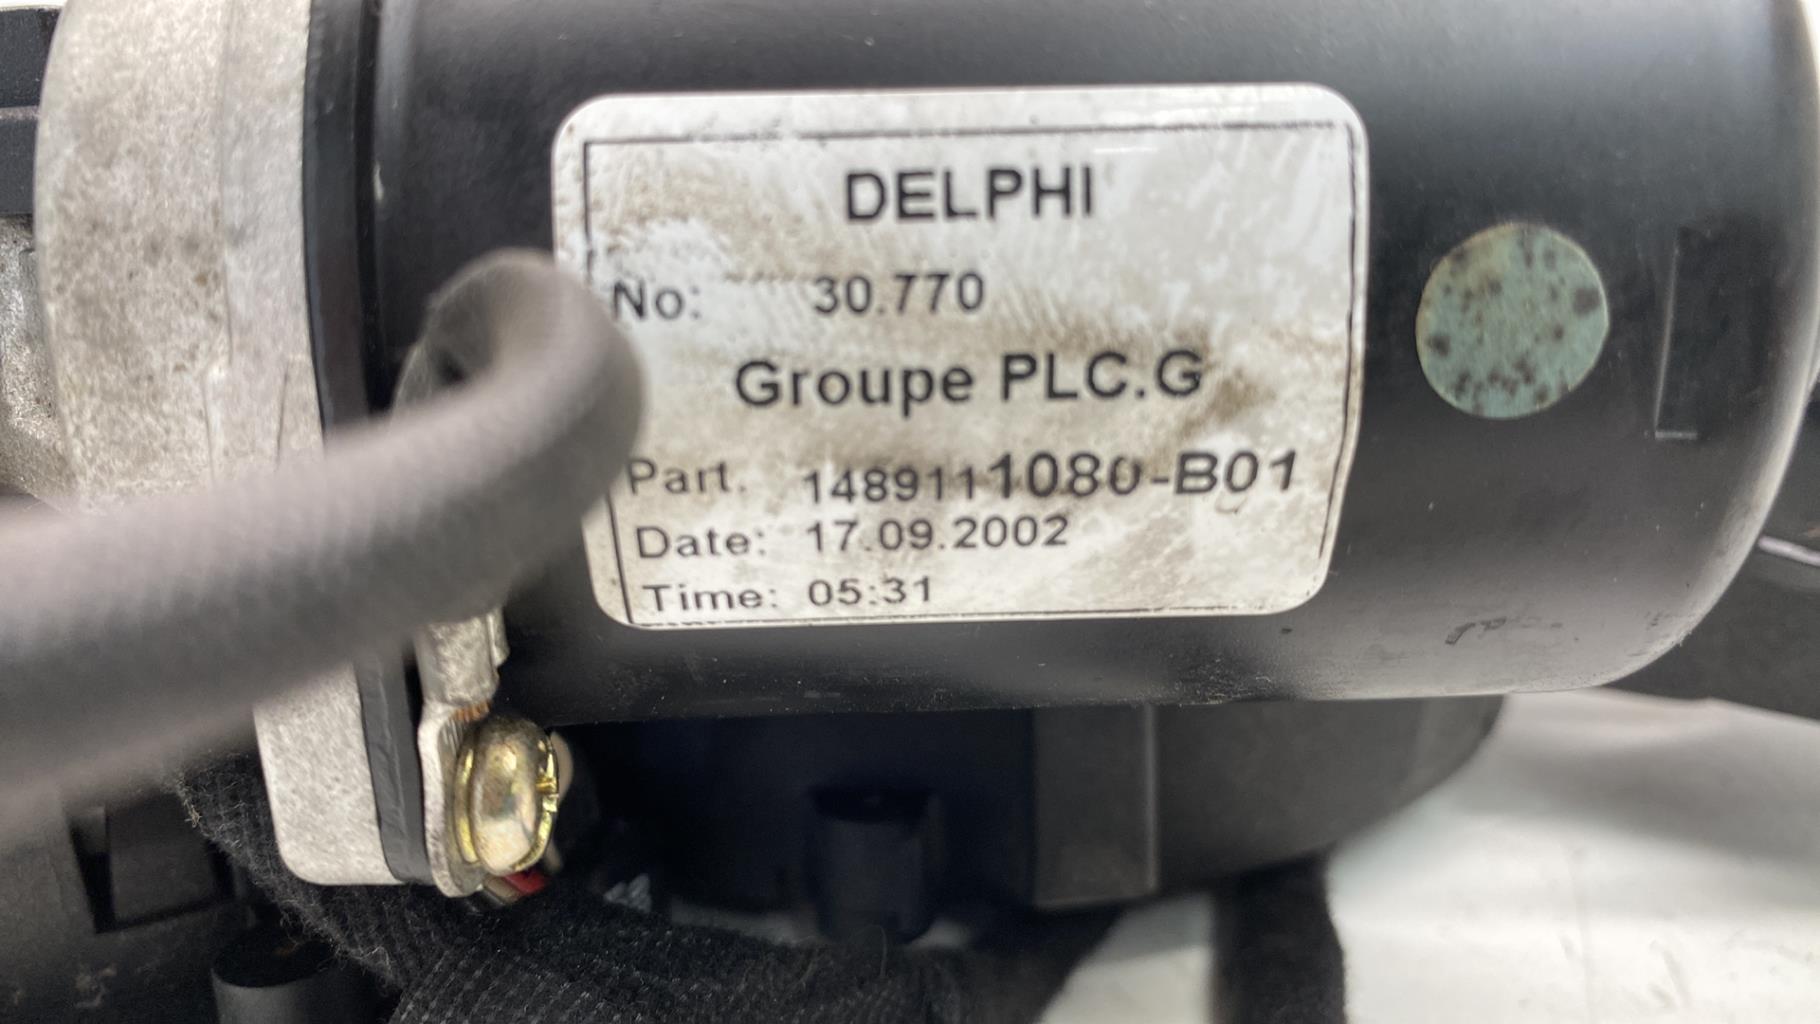 DELPHI
No: 30.770
Groupe PLC.G
Part. 1489111080-B01
Date: 17.09.2002
Time: 05:31